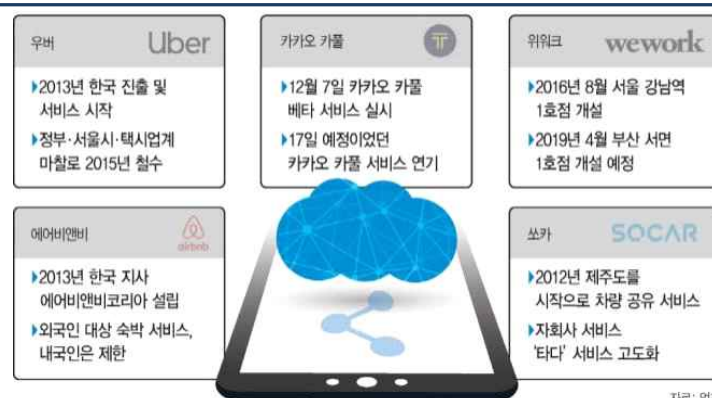 우버 Uber
▶2013년 한국 진출 및
서비스 시작
▶정부·서울시·택시업계
마찰로 2015년 철수
카카오 카풀 T
▶12월 7일 카카오 카풀
베타 서비스 실시
▶17일 예정이었던
카카오 카풀 서비스 연기
위워크 wework
▶2016년 8월 서울 강남역
1호점 개설
▶2019년 4월 부산 서면
1호점 개설 예정
에어비앤비 airbnb
▶2013년 한국 지사
에어비앤비코리아 설립
▶외국인 대상 숙박 서비스,
내국인은 제한
쏘카 SOCAR
▶2012년 제주도를
시작으로 차량 공유 서비스
▶자회사 서비스
'타다' 서비스 고도화
자료: